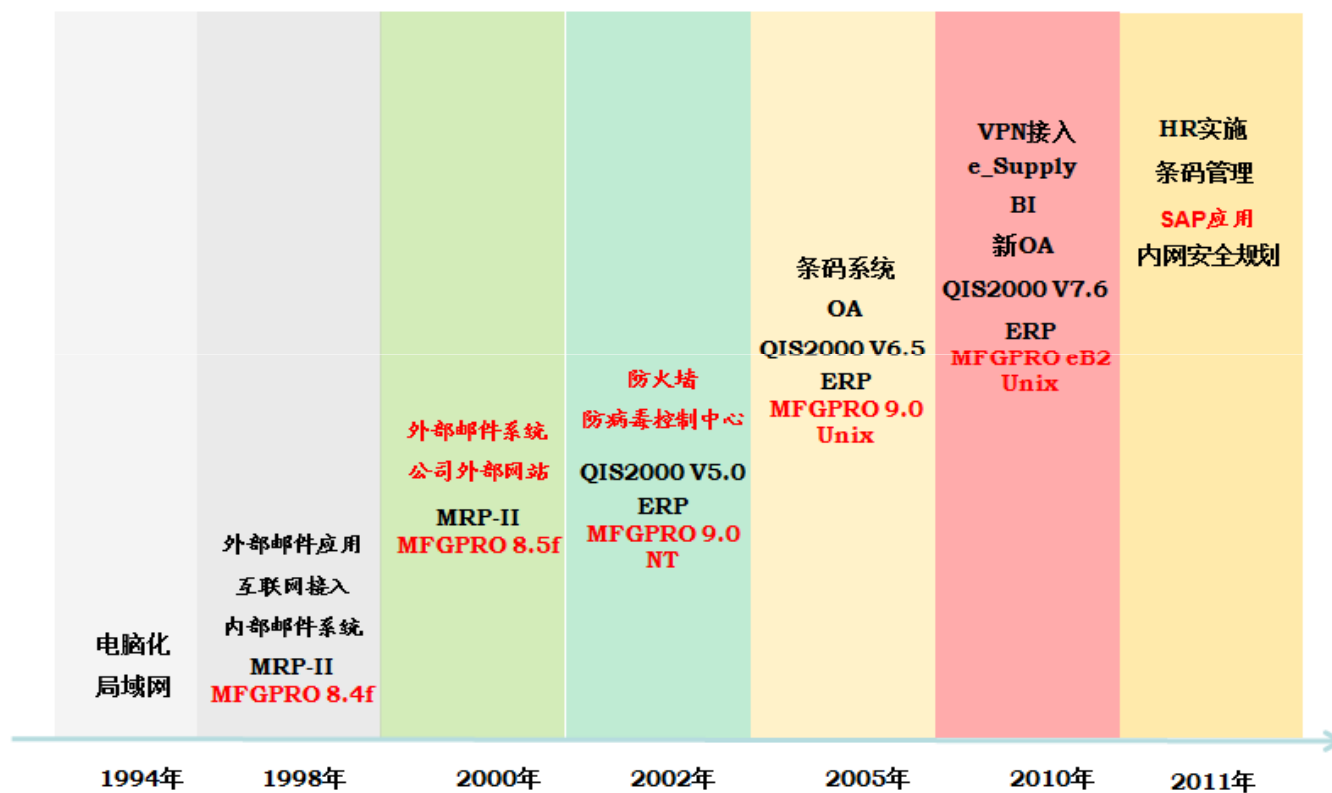 电脑化
局域网
外部邮件应用
互联网接入
内部邮件系统
MRP-II
MFGPRO 8.4f
外部邮件系统
公司外部网站
MRP-II
MFGPRO 8.5f
防火墙
防病毒控制中心
QIS2000 V5.0
ERP
MFGPRO 9.0
NT
条码系统
OA
QIS2000 V6.5
ERP
MFGPRO 9.0
Unix
VPN接入
e_Supply
BI
新OA
QIS2000 V7.6
ERP
MFGPRO eB2
Unix
HR实施
条码管理
SAP应用
内网安全规划
1994年
1998年
2000年
2002年
2005年
2010年
2011年